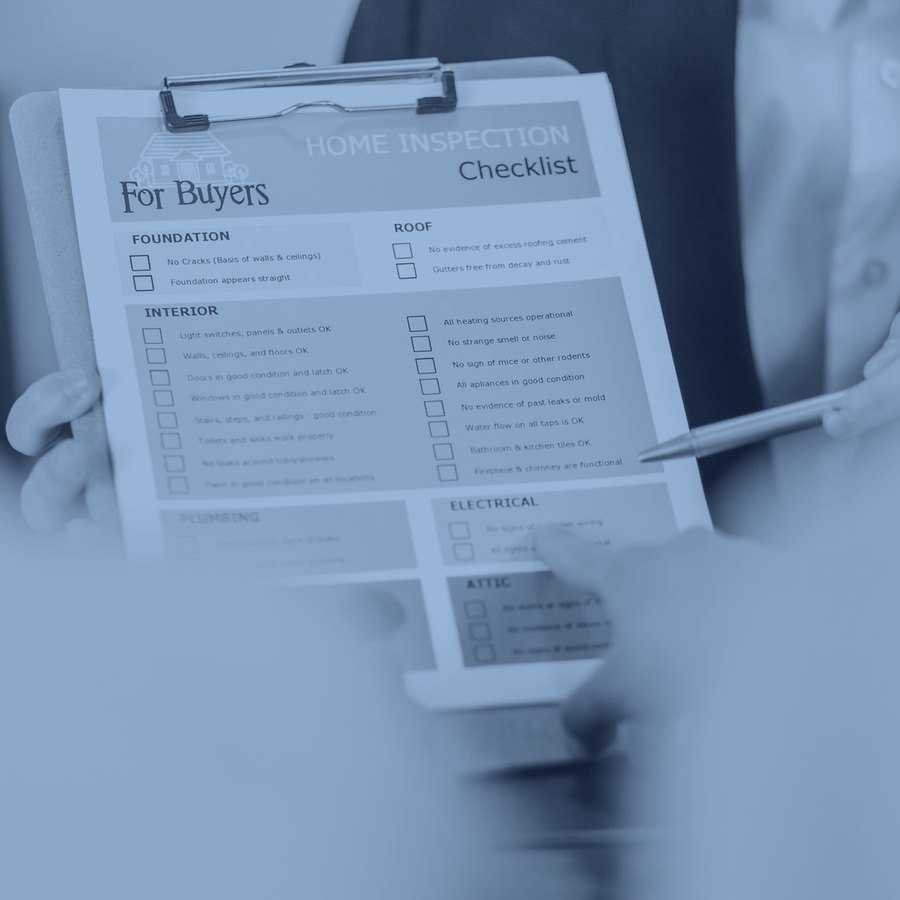 HOME INSPECTION
Checklist
For Buyers
FOUNDATION
No Cracks (Basis of walls & ceilings)
Foundation appears straight
ROOF
No evidence of excess roofing cement
Gutters free from decay and rust
INTERIOR
Light switches, panels & outlets OK
Walls, ceilings, and floors OK
Doors in good condition and latch OK
Windows in good condition and latch OK
Stairs, steps, and railings - good condition
Toilets and sinks work properly
No leaks around tubs/showers
Paint in good condition on all locations
All heating sources operational
No strange smell or noise
No sign of mice or other rodents
All apliances in good condition
No evidence of past leaks or mold
Water flow on all taps is OK
Bathroom & kitchen tiles OK
Fireplace & chimney are functional
PLUMBING
ELECTRICAL
No signs of wiring
All lights
ATTIC